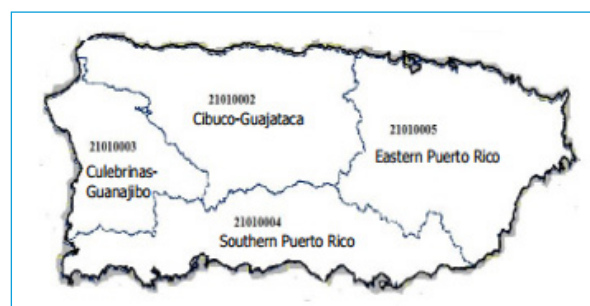 21010002
Cibuco-Guajataca
21010005
Eastern Puerto Rico
21010003
Culebrinas-
Guanajibo
21010004
Southern Puerto Rico